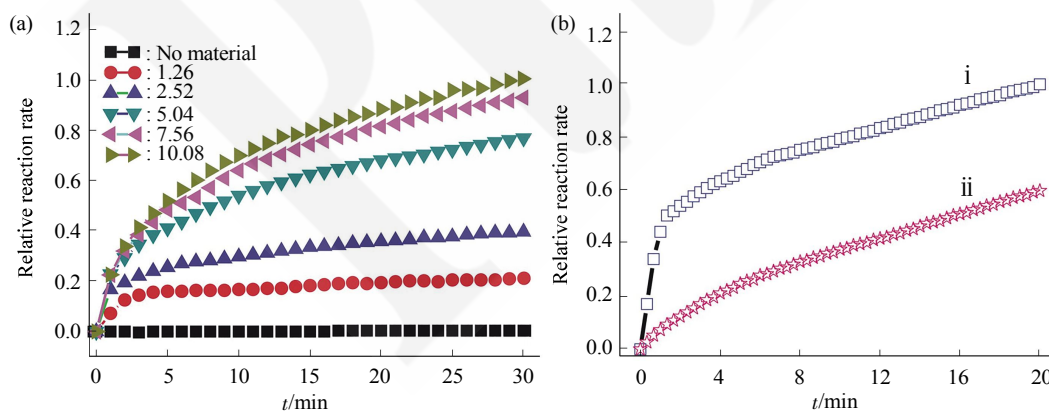 (a)
1.2
1.0
0.8
0.6
0.4
0.2
0.0
Relative reaction rate
: No material
: 1.26
: 2.52
: 5.04
: 7.56
: 10.08
0 5 10 15 20 25 30
t/min
(b)
1.2
1.0
0.8
0.6
0.4
0.2
0.0
Relative reaction rate
i
ii
0 4 8 12 16 20
t/min